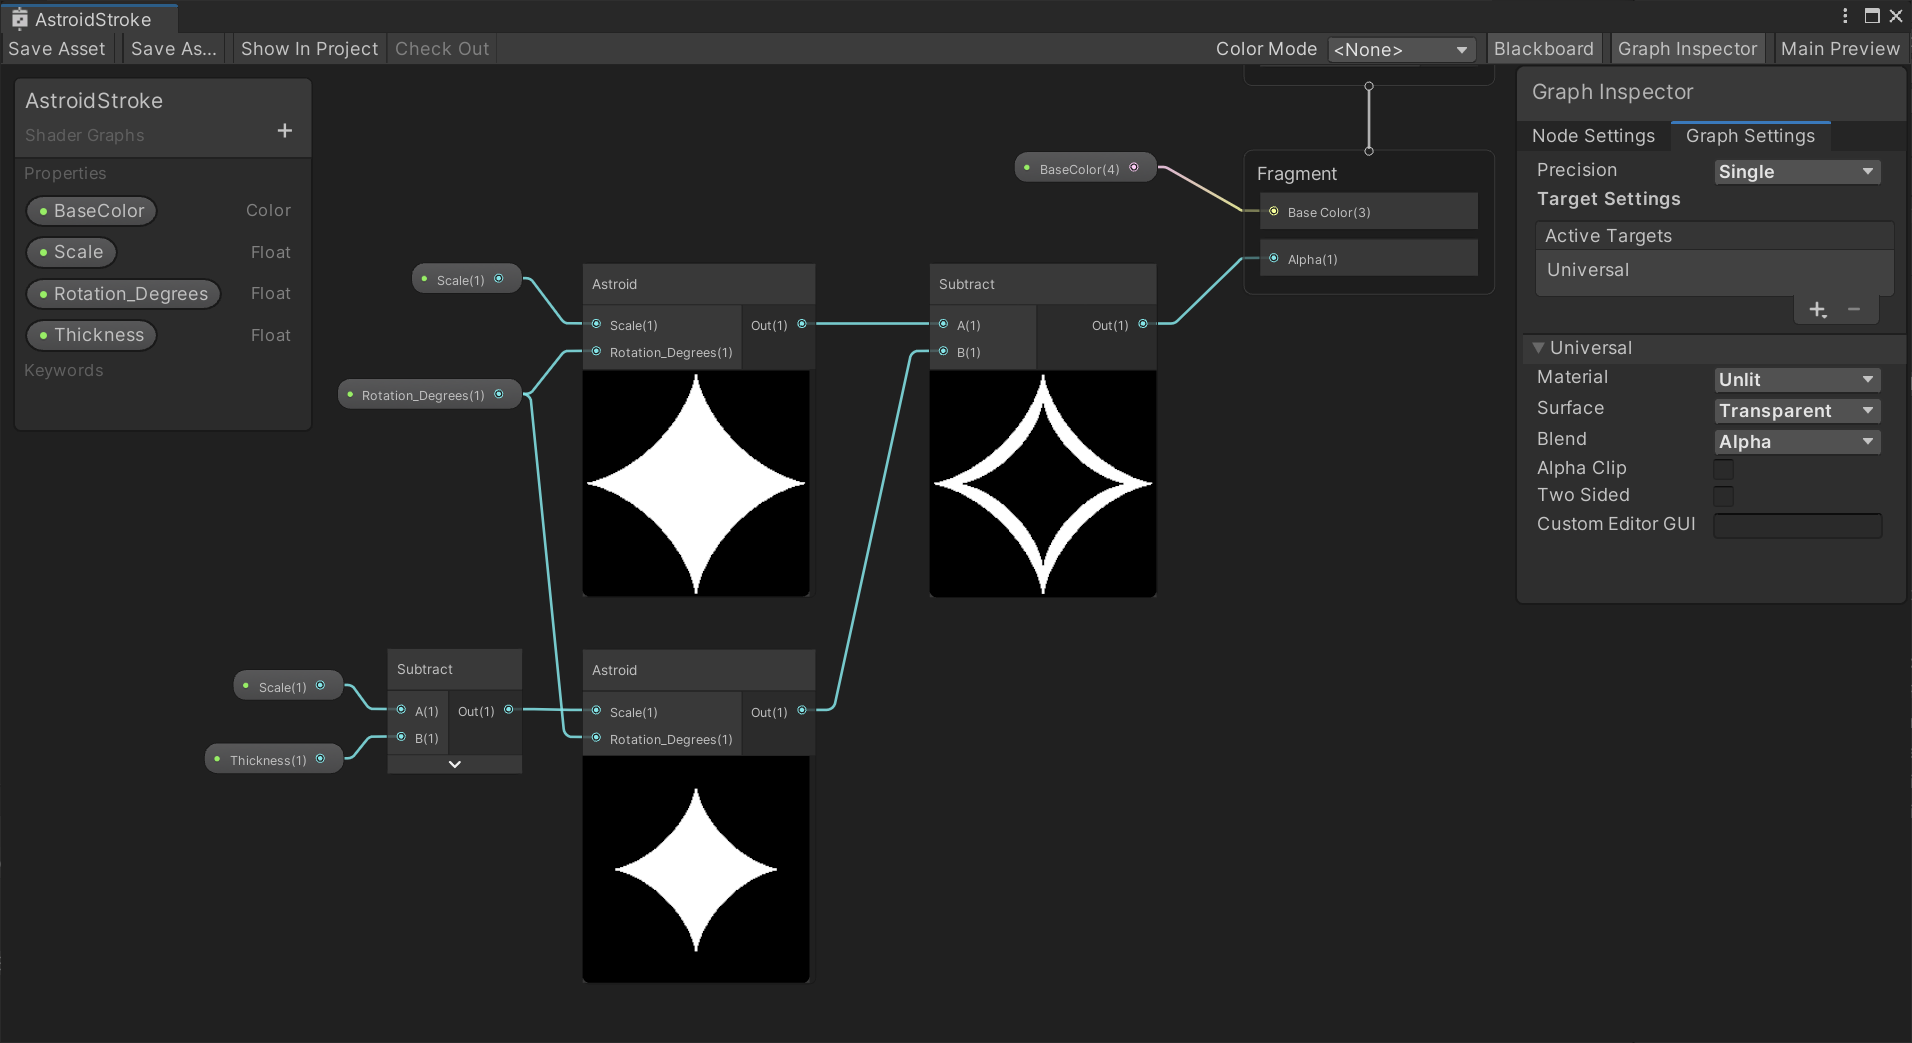 AstroidStroke
Save Asset
Save As...
Show In Project
Check Out
Color Mode
<None>
Blackboard
Graph Inspector
Main Preview
AstroidStroke
Shader Graphs
+
Properties
BaseColor Color
Scale Float
Rotation_Degrees Float
Thickness Float
Keywords
BaseColor(4)
Fragment
Base Color(3)
Alpha(1)
Scale(1)
Rotation_Degrees(1)
Astroid
Scale(1) Out(1)
Rotation_Degrees(1)
Subtract
A(1) Out(1)
B(1)
Scale(1)
Thickness(1)
Subtract
A(1) Out(1)
B(1)
Astroid
Scale(1) Out(1)
Rotation_Degrees(1)
Graph Inspector
Node Settings
Graph Settings
Precision Single
Target Settings
Active Targets
Universal
Universal
Material Unlit
Surface Transparent
Blend Alpha
Alpha Clip
Two Sided
Custom Editor GUI